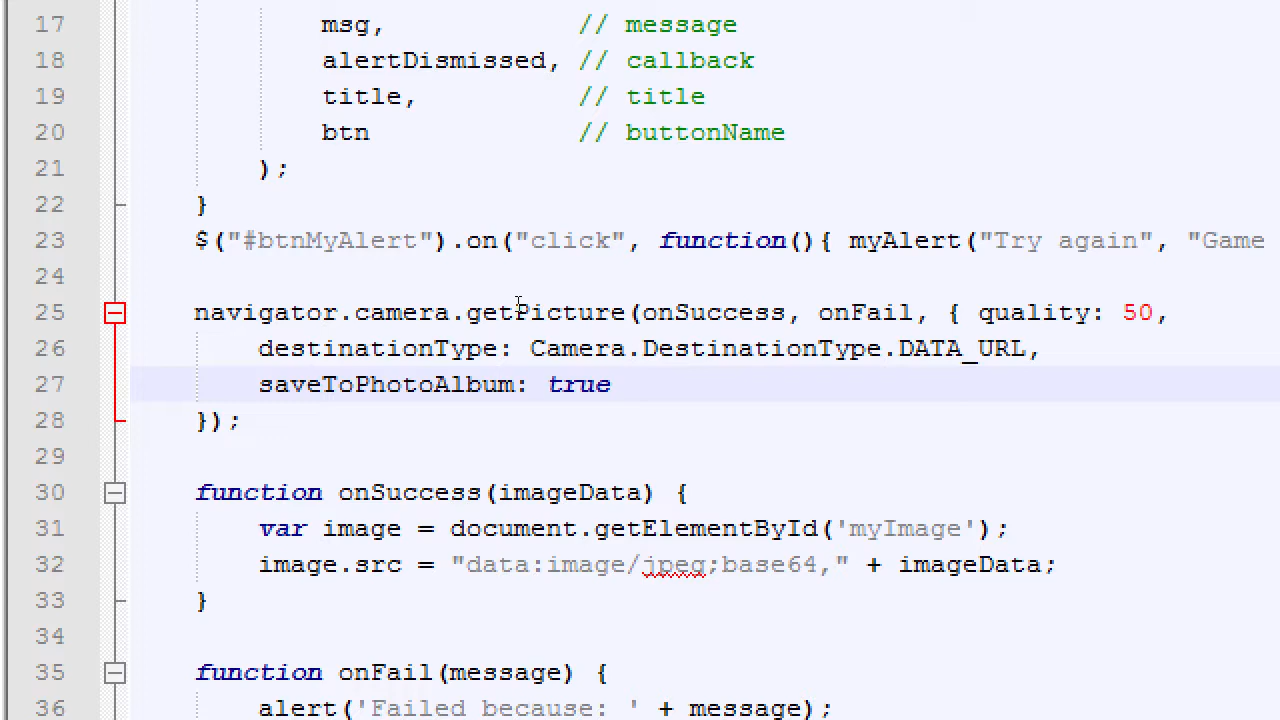 17 msg, // message
18 alertDismissed, // callback
19 title, // title
20 btn // buttonName
21 );
22 }
23 $("#btnMyAlert").on("click", function(){ myAlert("Try again", "Game
24
25 navigator.camera.getPicture(onSuccess, onFail, { quality: 50,
26 destinationType: Camera.DestinationType.DATA_URL,
27 saveToPhotoAlbum: true
28 });
29
30 function onSuccess(imageData) {
31 var image = document.getElementById('myImage');
32 image.src = "data:image/jpeg;base64," + imageData;
33 }
34
35 function onFail(message) {
36 alert('Failed because: ' + message);